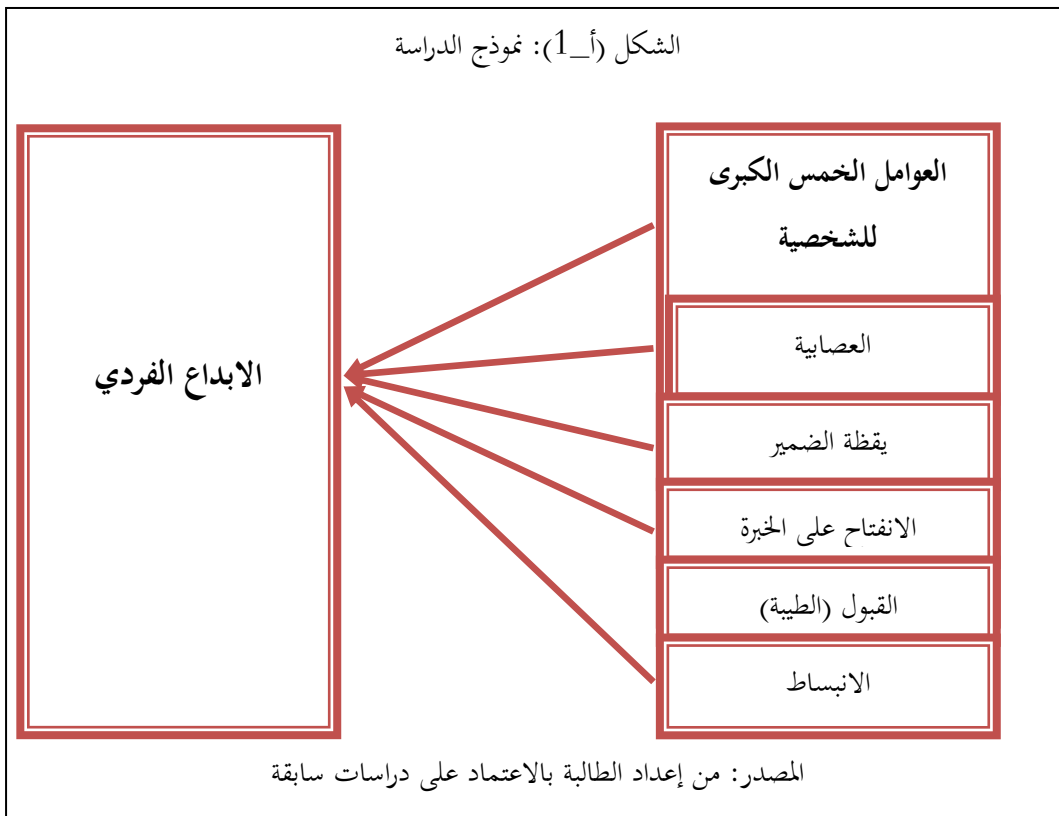 الشكل (أ_1): نموذج الدراسة
العوامل الخمس الكبرى
للشخصية
العصابية
يقظة الضمير
الانفتاح على الخبرة
القبول (الطيبة)
الانبساط
الابداع الفردي
المصدر: من إعداد الطالبة بالاعتماد على دراسات سابقة